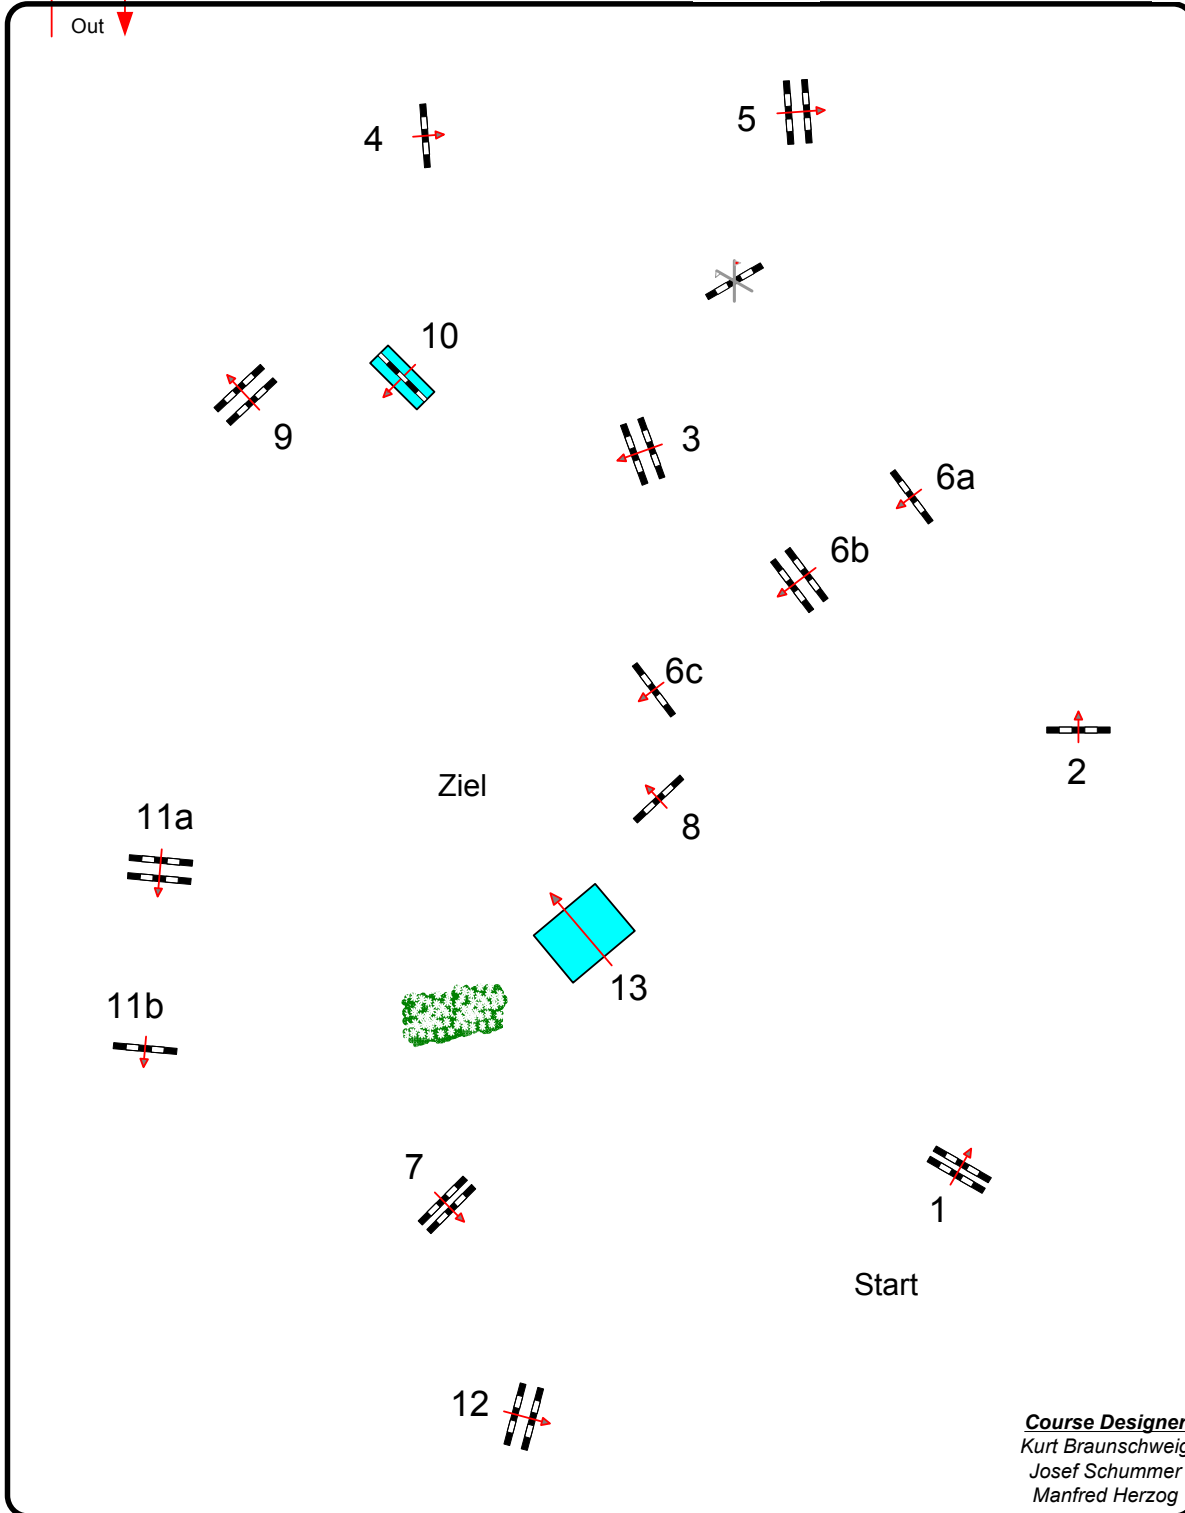 Out
4
5
10
9
3
6a
6b
6c
2
Ziel
8
11a
13
11b
7
1
Start
12
Course Designer
Kurt Braunschweig
Josef Schummer
Manfred Herzog